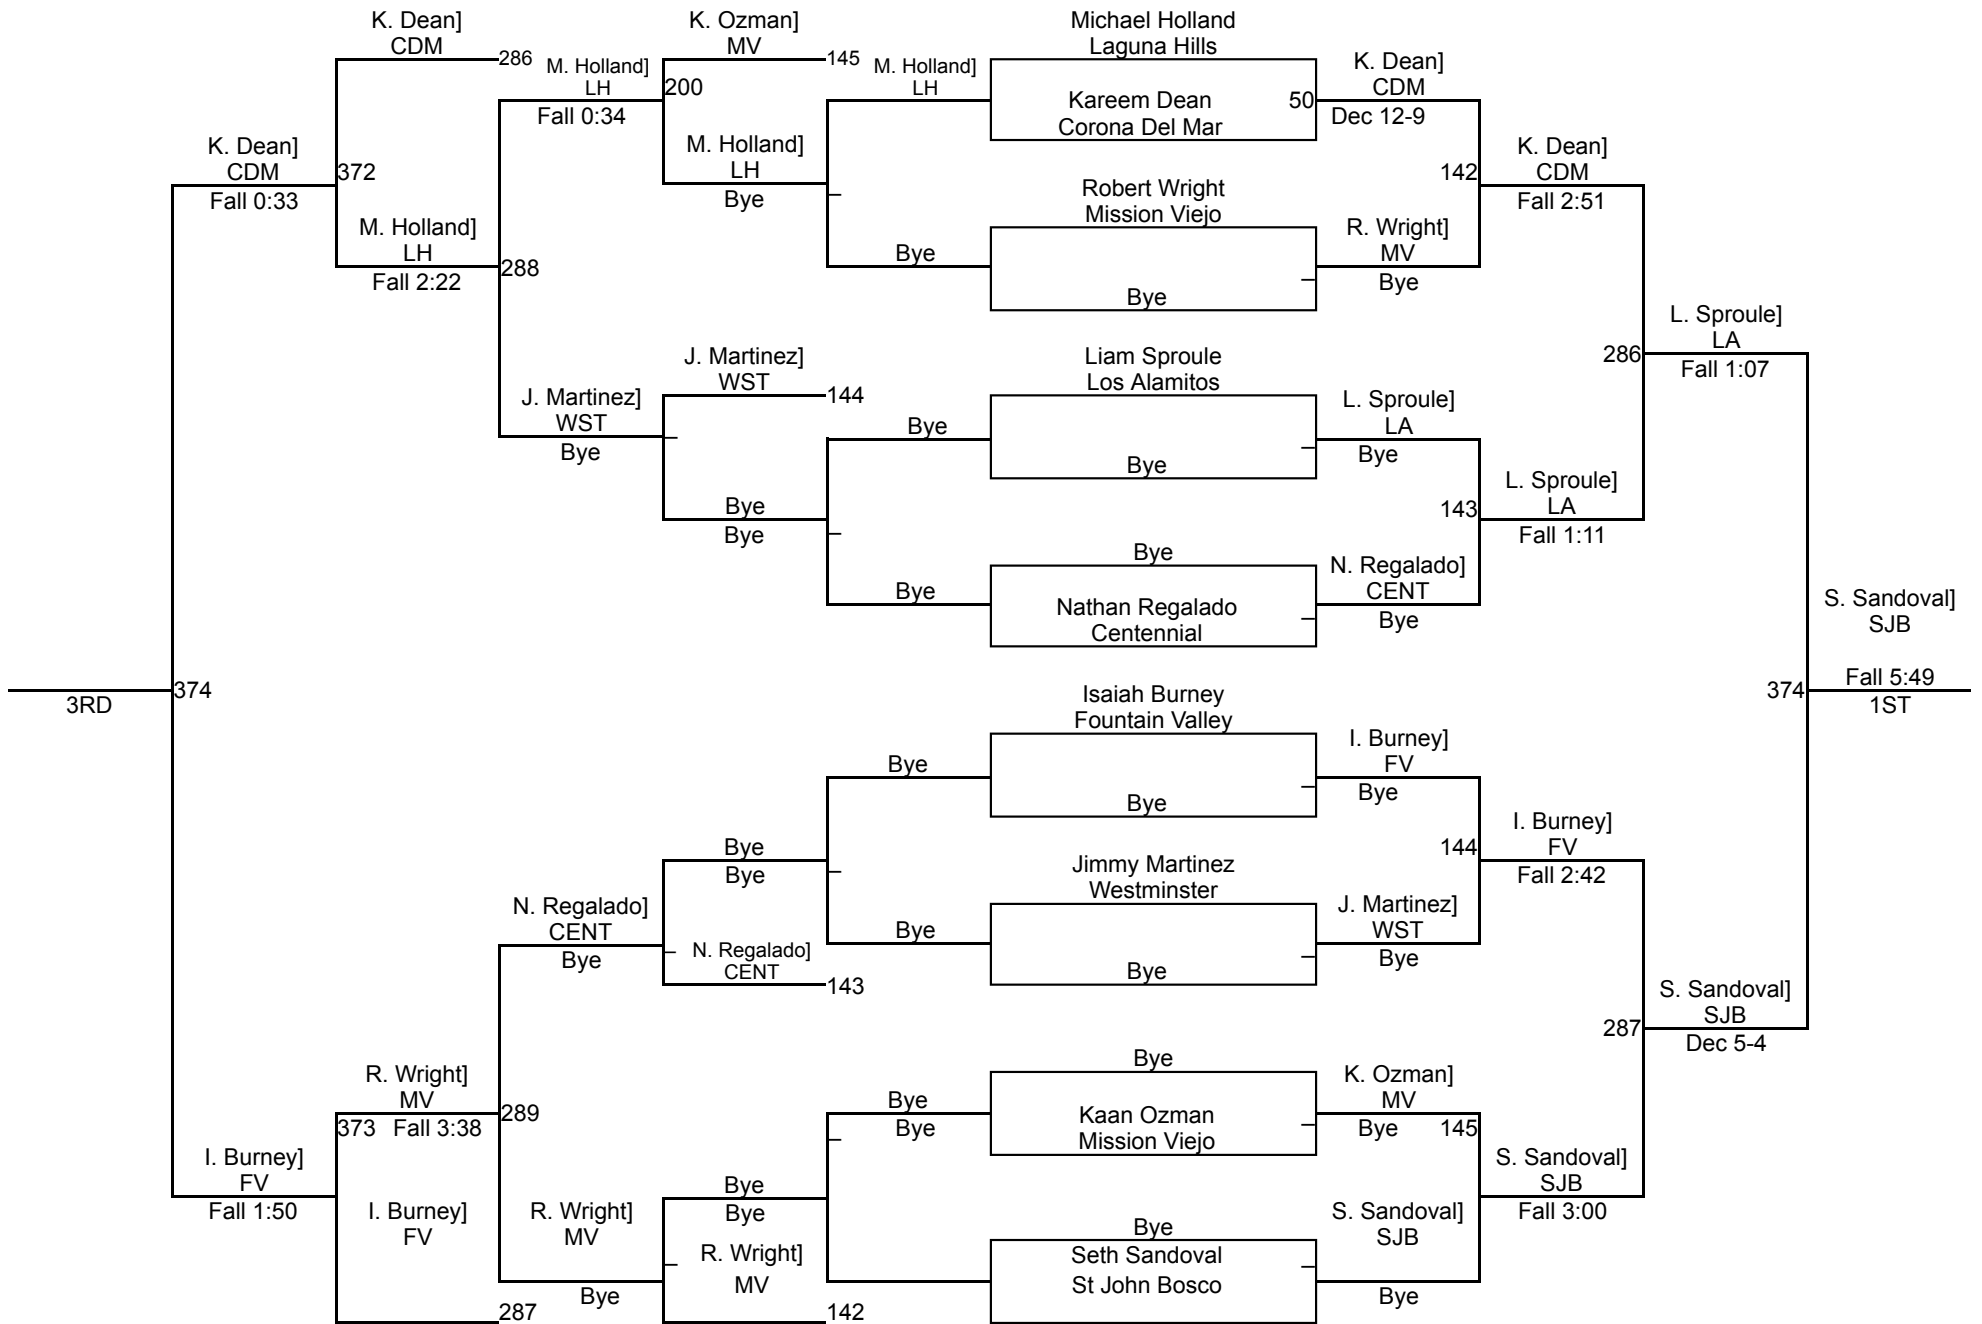 K. Dean]
CDM
286
M. Holland]
LH
Fall 0:34
K. Ozman]
MV
145
200
M. Holland]
LH
Michael Holland
Laguna Hills
Kareem Dean
Corona Del Mar
50
K. Dean]
CDM
Dec 12-9
K. Dean]
CDM
Fall 0:33
372
M. Holland]
LH
Fall 2:22
288
M. Holland]
LH
Bye
Bye
Robert Wright
Mission Viejo
Bye
R. Wright]
MV
Bye
142
K. Dean]
CDM
Fall 2:51
J. Martinez]
WST
Bye
J. Martinez]
WST
144
Bye
Bye
Bye
Bye
Liam Sproule
Los Alamitos
Bye
L. Sproule]
LA
Bye
143
L. Sproule]
LA
Fall 1:11
286
L. Sproule]
LA
Fall 1:07
Bye
Nathan Regalado
Centennial
N. Regalado]
CENT
Bye
S. Sandoval]
SJB
Fall 5:49
1ST
374
3RD
374
Isaiah Burney
Fountain Valley
Bye
Bye
I. Burney]
FV
Bye
144
I. Burney]
FV
Fall 2:42
Bye
Bye
N. Regalado]
CENT
Bye
N. Regalado]
CENT
143
Bye
Jimmy Martinez
Westminster
Bye
J. Martinez]
WST
Bye
287
S. Sandoval]
SJB
Dec 5-4
R. Wright]
MV
373
Fall 3:38
289
Bye
Bye
Bye
Kaan Ozman
Mission Viejo
K. Ozman]
MV
Bye
145
S. Sandoval]
SJB
Fall 3:00
I. Burney]
FV
Fall 1:50
I. Burney]
FV
287
R. Wright]
MV
Bye
Bye
Bye
R. Wright]
MV
142
Bye
Seth Sandoval
St John Bosco
S. Sandoval]
SJB
Bye